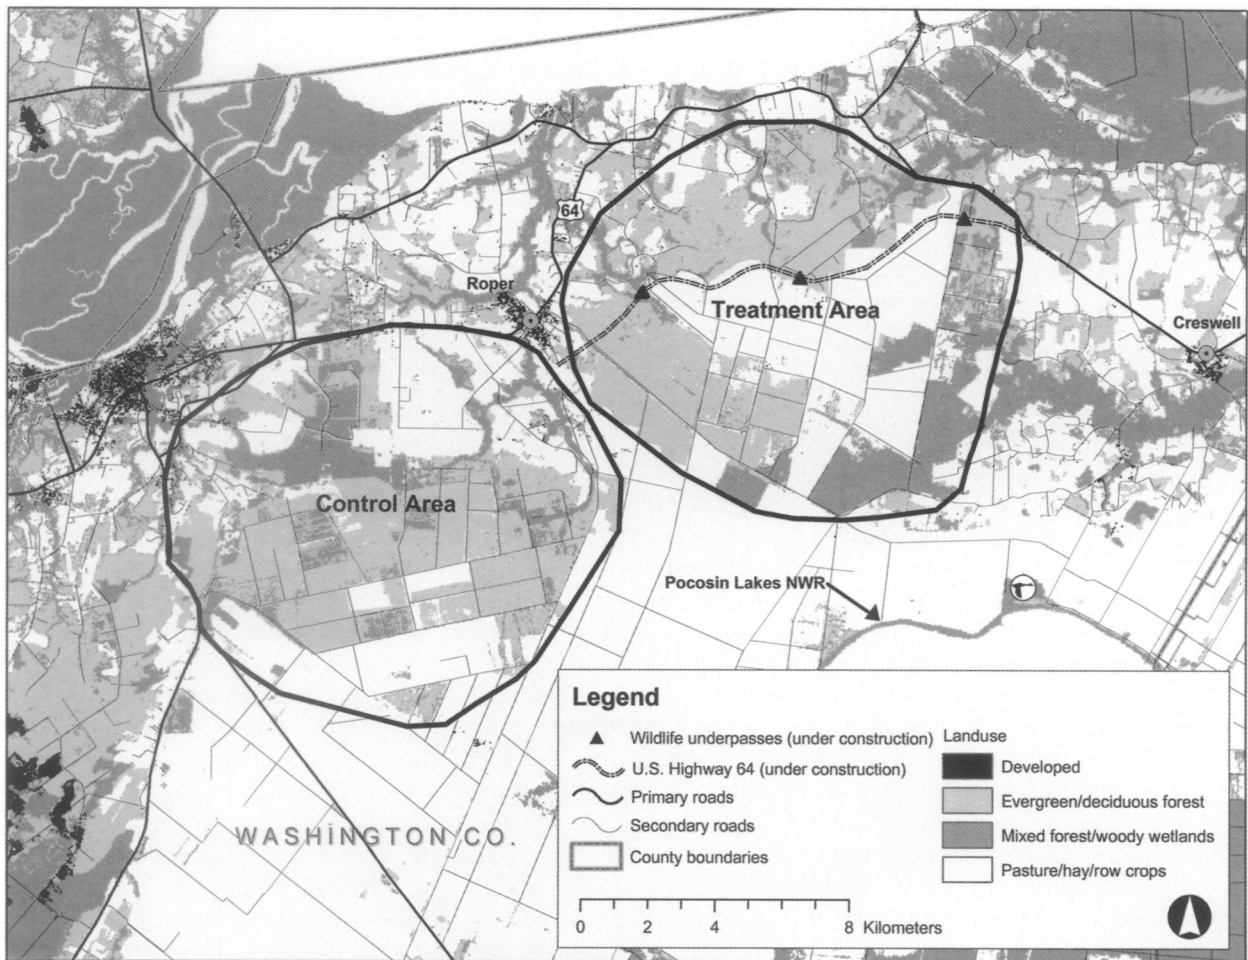 64
Roper
Treatment Area
Creswell
Control Area
Pocosin Lakes NWR
WASHINGTON CO.
Legend
Wildlife underpasses (under construction)
U.S. Highway 64 (under construction)
Primary roads
Secondary roads
County boundaries
Landuse
Developed
Evergreen/deciduous forest
Mixed forest/woody wetlands
Pasture/hay/row crops
0 2 4 8 Kilometers